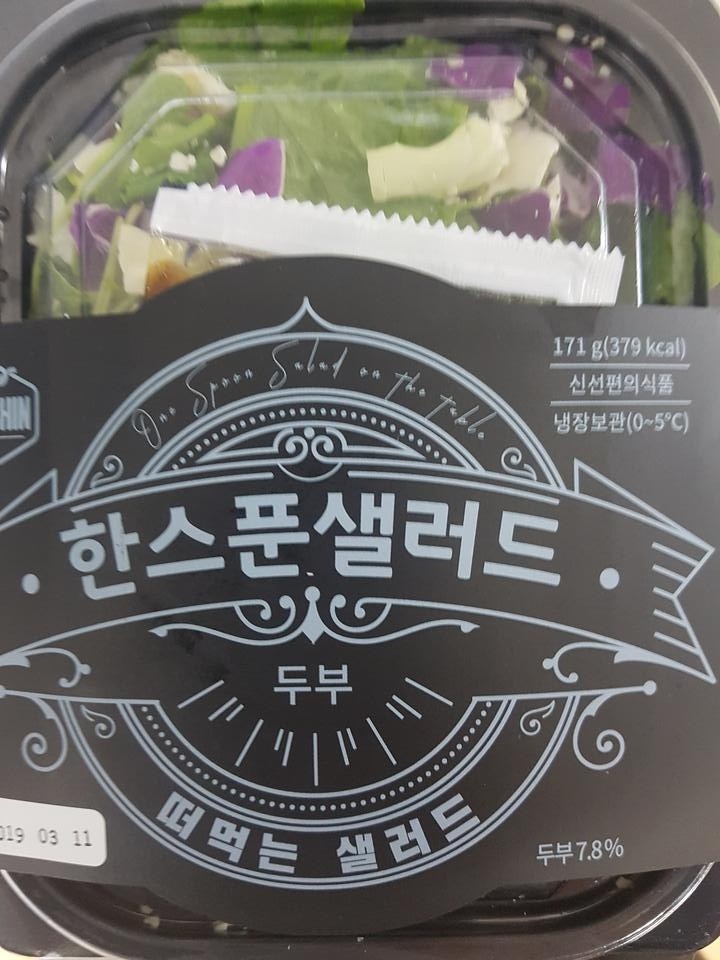 One Spoon Salad on the table
171 g(379 kcal)
신선편의식품
냉장보관(0~5°C)
HIN
한스푼샐러드
두부
떠먹는 샐러드
019 03 11
두부 7.8%